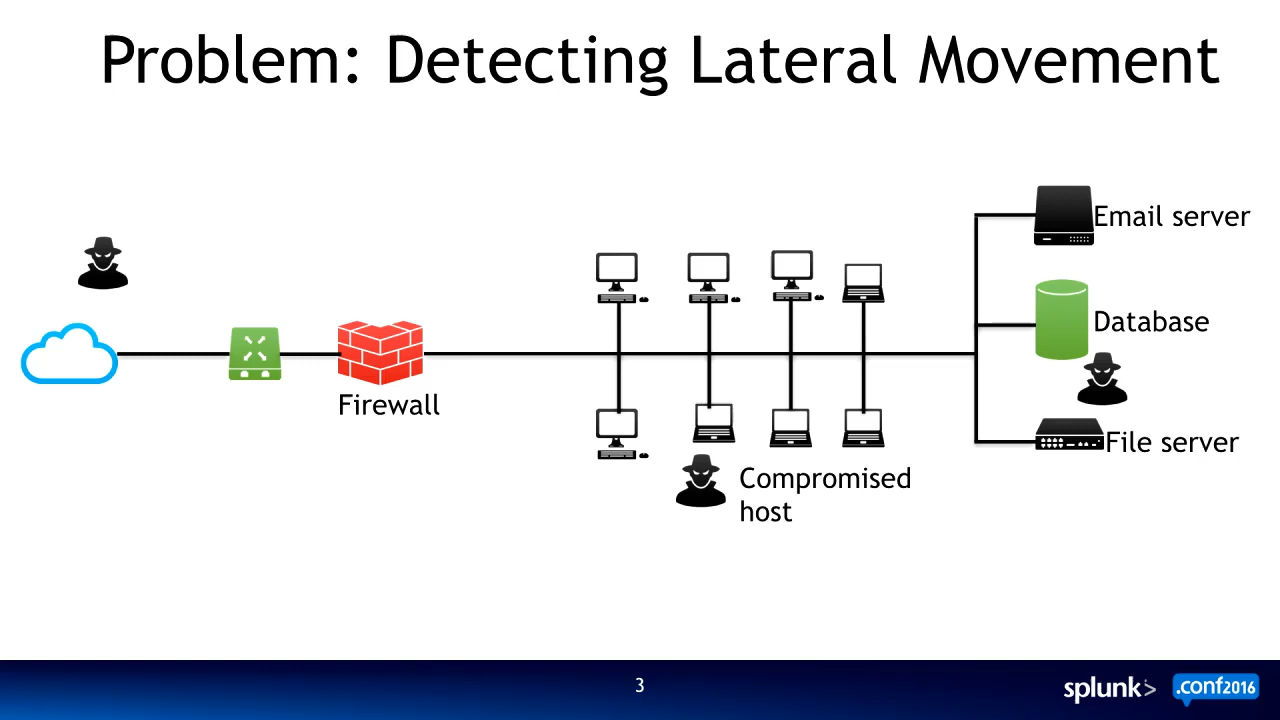 Problem: Detecting Lateral Movement
Email server
Database
Firewall
File server
Compromised
host
3
splunk>
.conf2016